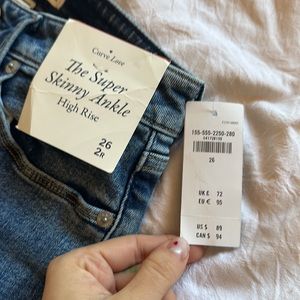 Curve Love
The Super
Skinny Ankle
High Rise
26
2R
155-555-2250-280
26
UK £ 72
EU € 95
US $ 89
CAN $ 94